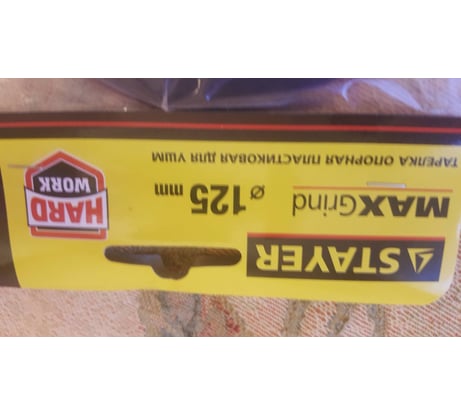 STAYER
MAXGrind
ø 125 mm
ТАРЕЛКА ОПОРНАЯ ПЛАСТИКОВАЯ ДЛЯ УШМ
HARD
WORK